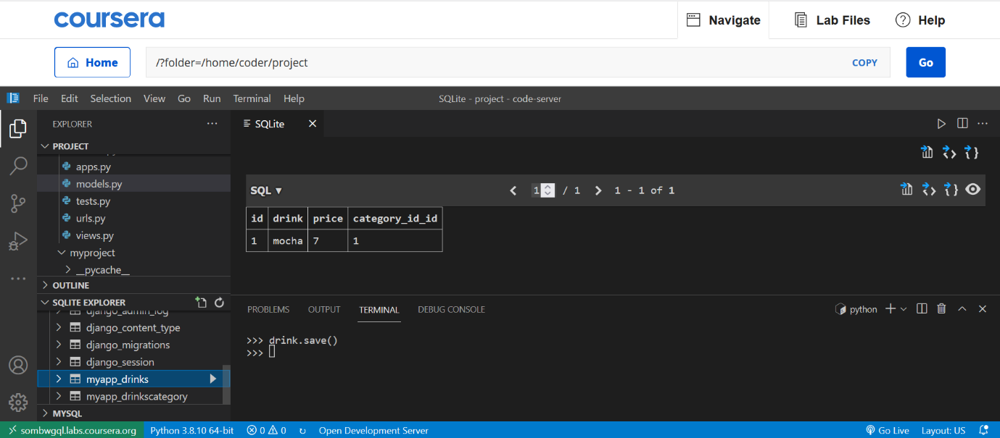 coursera
Navigate
Lab Files
Help
Home
/?folder=/home/coder/project
COPY
Go
File Edit Selection View Go Run Terminal Help
SQLite - project - code-server
EXPLORER
PROJECT
apps.py
models.py
tests.py
urls.py
views.py
myproject
__pycache__
OUTLINE
SQLITE EXPLORER
django_admin_log
django_content_type
django_migrations
django_session
myapp_drinks
myapp_drinkscategory
MYSQL
SQLite
SQL ▼
1 / 1
1 - 1 of 1
id drink price category_id_id
1 mocha 7 1
PROBLEMS OUTPUT TERMINAL DEBUG CONSOLE
python
>>> drink.save()
>>>
sombwgql.labs.coursera.org
Python 3.8.10 64-bit
0 0
Open Development Server
Go Live
Layout: US